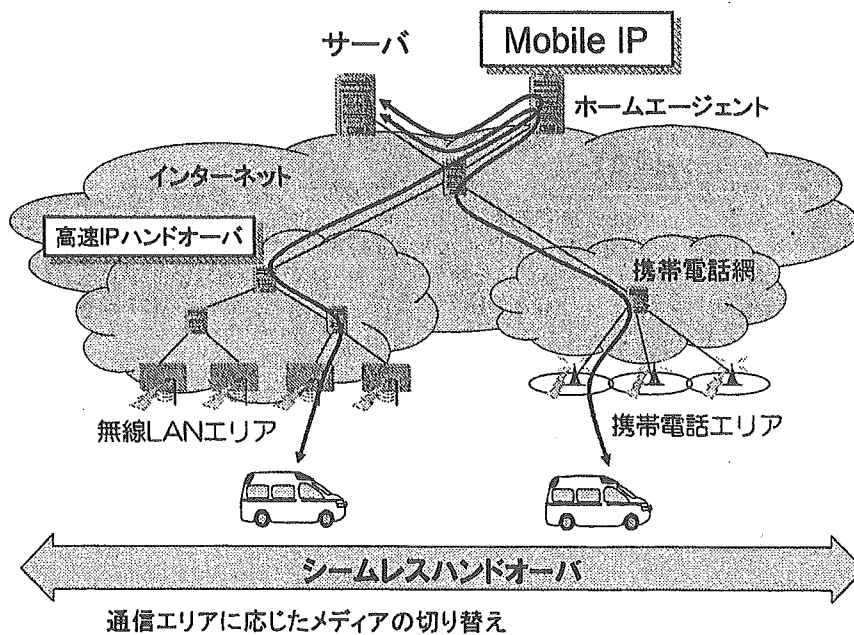 サーバ
Mobile IP
ホームエージェント
インターネット
高速IPハンドオーバ
携帯電話網
無線LANエリア
携帯電話エリア
シームレスハンドオーバ
通信エリアに応じたメディアの切り替え